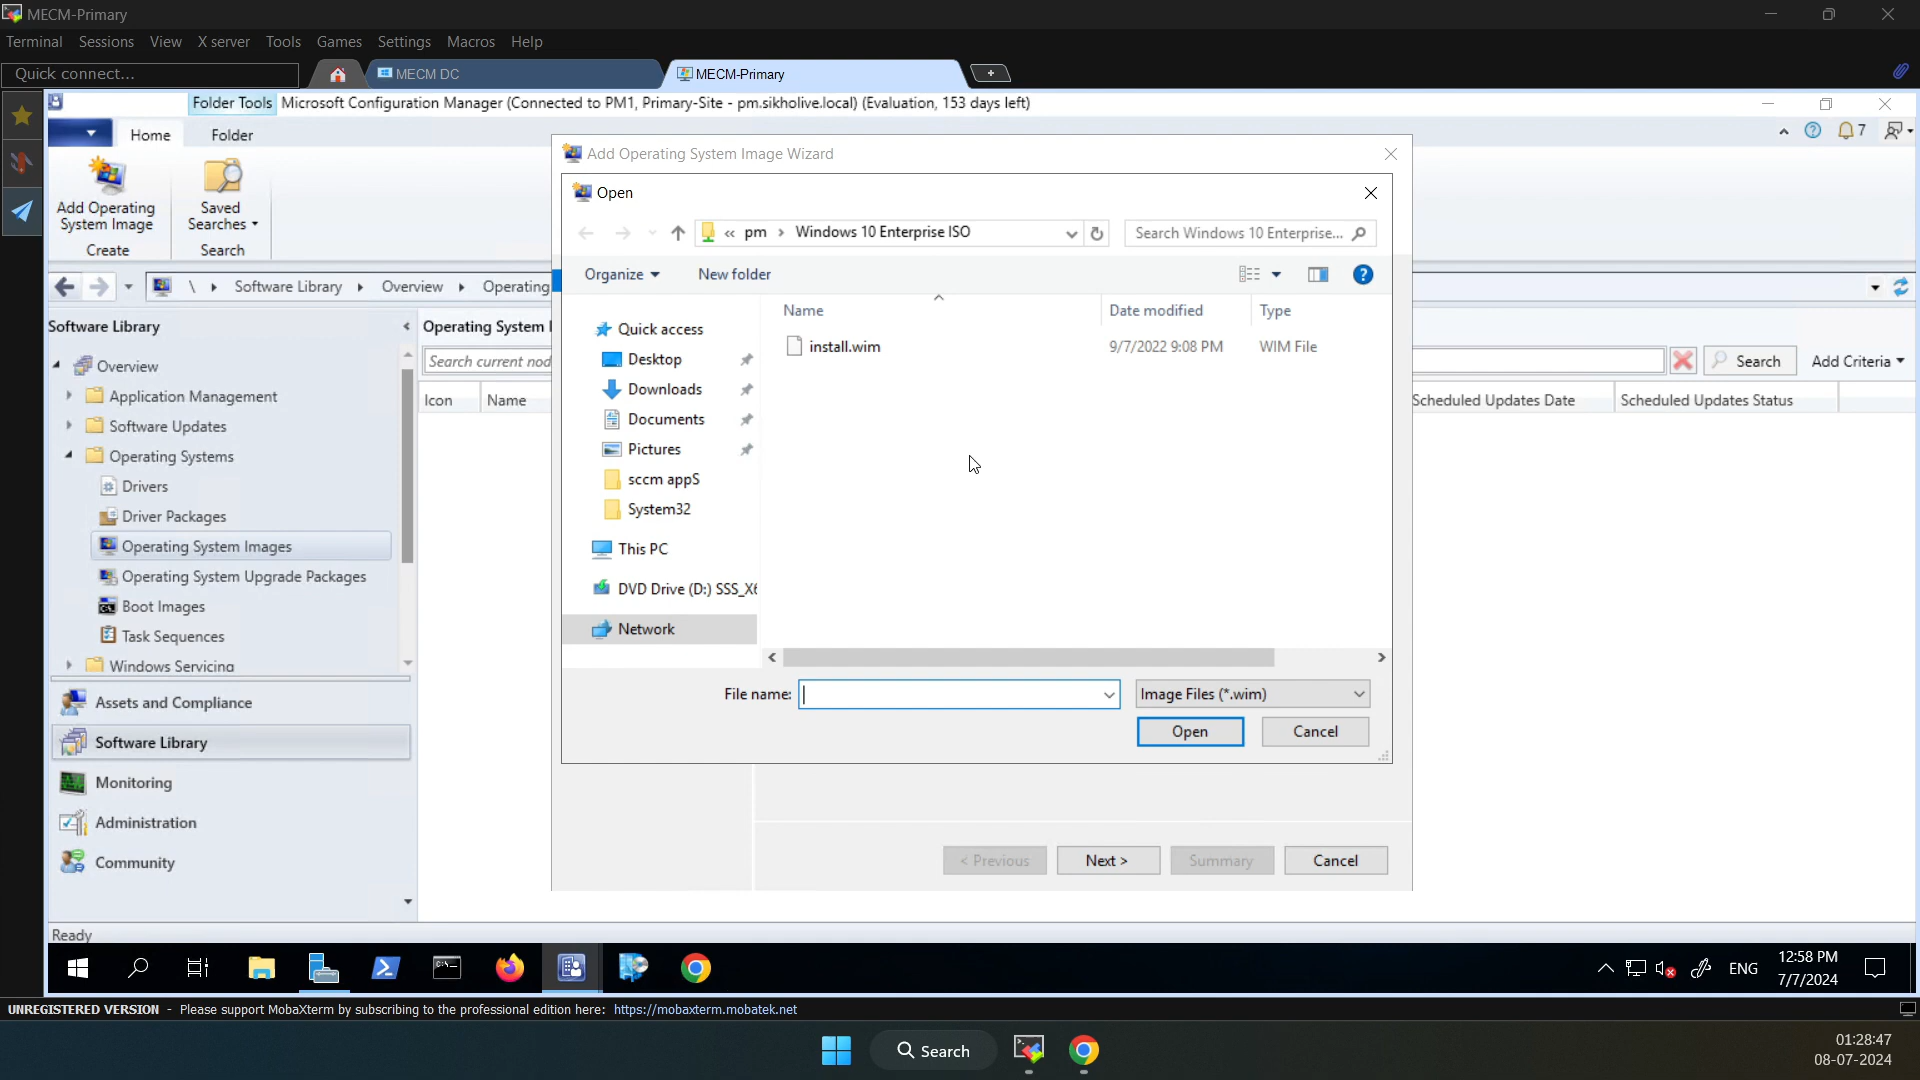 MECM-Primary
Terminal Sessions View X server Tools Games Settings Macros Help
Quick connect... MECM DC MECM-Primary
Folder Tools Microsoft Configuration Manager (Connected to PM1, Primary-Site - pm.sikholive.local) (Evaluation, 153 days left)
Home Folder 7
Add Operating System Image
Create
Saved Searches
Search
\ Software Library Overview Operating
Software Library
Overview
Application Management
Software Updates
Operating Systems
Drivers
Driver Packages
Operating System Images
Operating System Upgrade Packages
Boot Images
Task Sequences
Windows Servicing
Assets and Compliance
Software Library
Monitoring
Administration
Community
Operating System I
Search current nod
Search Add Criteria
Icon Name Scheduled Updates Date Scheduled Updates Status
Add Operating System Image Wizard
Open
« pm > Windows 10 Enterprise ISO Search Windows 10 Enterprise...
Organize New folder
Name Date modified Type
install.wim 9/7/2022 9:08 PM WIM File
Quick access
Desktop
Downloads
Documents
Pictures
sccm appS
System32
This PC
DVD Drive (D:) SSS_X6
Network
File name: Image Files (*.wim)
Open Cancel
< Previous Next > Summary Cancel
Ready
ENG 12:58 PM
7/7/2024
UNREGISTERED VERSION - Please support MobaXterm by subscribing to the professional edition here: https://mobaxterm.mobatek.net
Search
01:28:47
08-07-2024